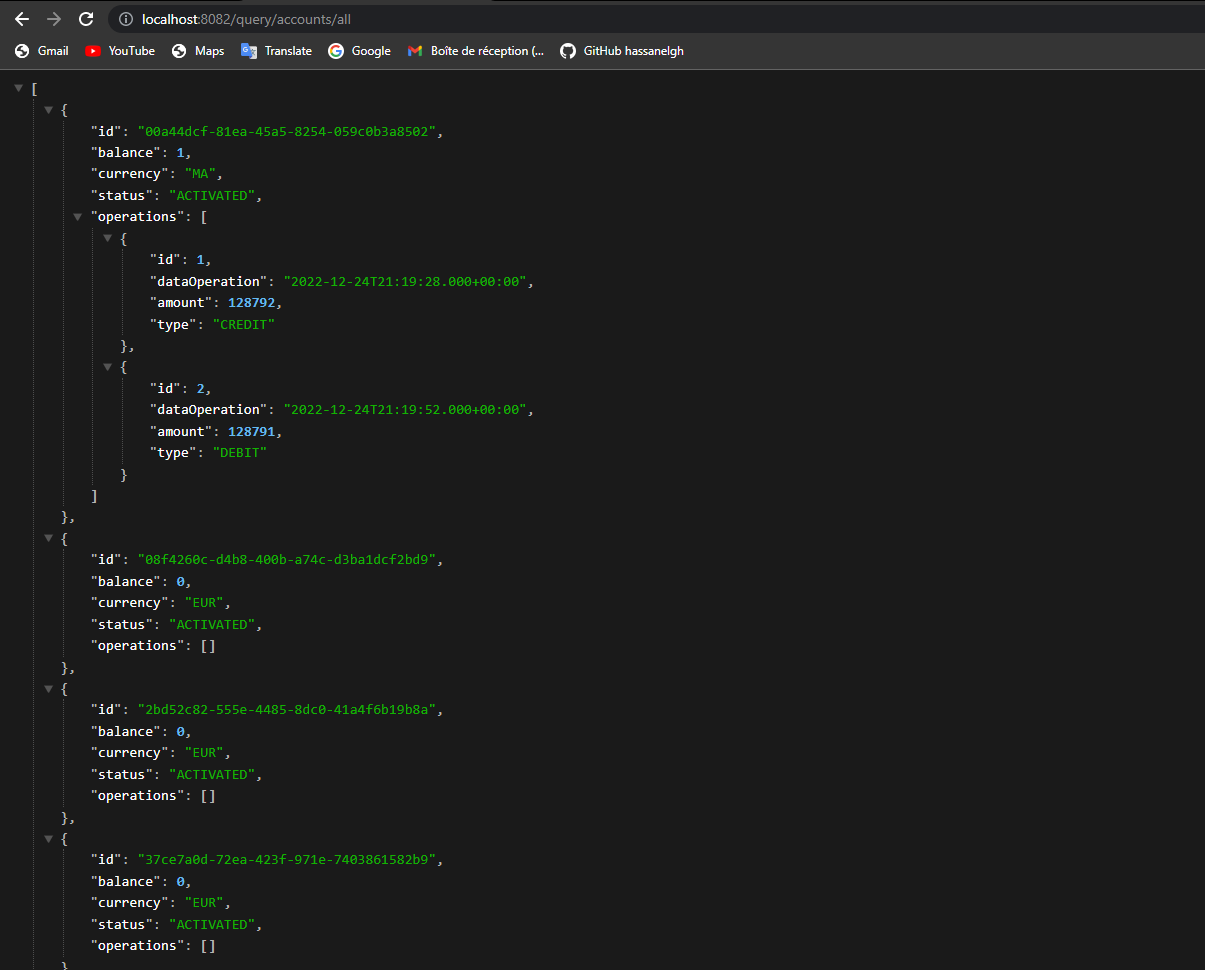 localhost:8082/query/accounts/all
Gmail YouTube Maps Translate Google Boîte de réception (... GitHub hassanelgh
[
{
"id": "00a44dcf-81ea-45a5-8254-059c0b3a8502",
"balance": 1,
"currency": "MA",
"status": "ACTIVATED",
"operations": [
{
"id": 1,
"dataOperation": "2022-12-24T21:19:28.000+00:00",
"amount": 128792,
"type": "CREDIT"
},
{
"id": 2,
"dataOperation": "2022-12-24T21:19:52.000+00:00",
"amount": 128791,
"type": "DEBIT"
}
]
},
{
"id": "08f4260c-d4b8-400b-a74c-d3ba1dcf2bd9",
"balance": 0,
"currency": "EUR",
"status": "ACTIVATED",
"operations": []
},
{
"id": "2bd52c82-555e-4485-8dc0-41a4f6b19b8a",
"balance": 0,
"currency": "EUR",
"status": "ACTIVATED",
"operations": []
},
{
"id": "37ce7a0d-72ea-423f-971e-7403861582b9",
"balance": 0,
"currency": "EUR",
"status": "ACTIVATED",
"operations": []
}